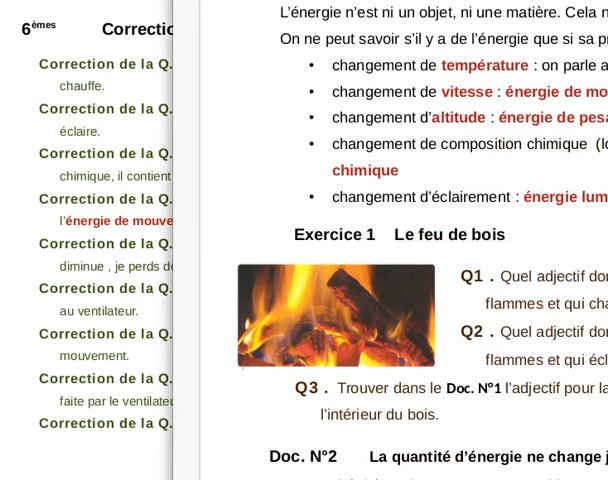 6èmes Correctio
Correction de la Q.
chauffe.
Correction de la Q.
éclaire.
Correction de la Q.
chimique, il contient
Correction de la Q.
l'énergie de mouve
Correction de la Q.
diminue , je perds d
au ventilateur.
Correction de la Q.
mouvement.
Correction de la Q.
faite par le ventilateu
Correction de la Q.
L'énergie n'est ni un objet, ni une matière. Cela n
On ne peut savoir s'il y a de l'énergie que si sa p
• changement de température : on parle a
• changement de vitesse : énergie de mo
• changement d'altitude : énergie de pesa
• changement de composition chimique (lo
chimique
• changement d'éclairement : énergie lum
Exercice 1 Le feu de bois
Q1 . Quel adjectif do
flammes et qui cha
Q2 . Quel adjectif do
flammes et qui écl
Q3 . Trouver dans le Doc. N°1 l'adjectif pour la
l'intérieur du bois.
Doc. N°2 La quantité d'énergie ne change j